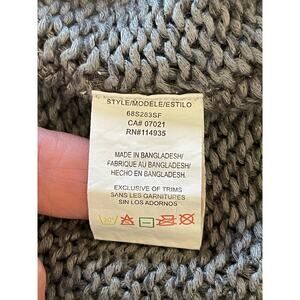 STYLE/MODELE/ESTILO
68S283SF
CA# 07021
RN#114935
MADE IN BANGLADESH/
FABRIQUE AU BANGLADESH/
HECHO EN BANGLADESH.
EXCLUSIVE OF TRIMS
SANS LES GARNITURES
SIN LOS ADORNOS